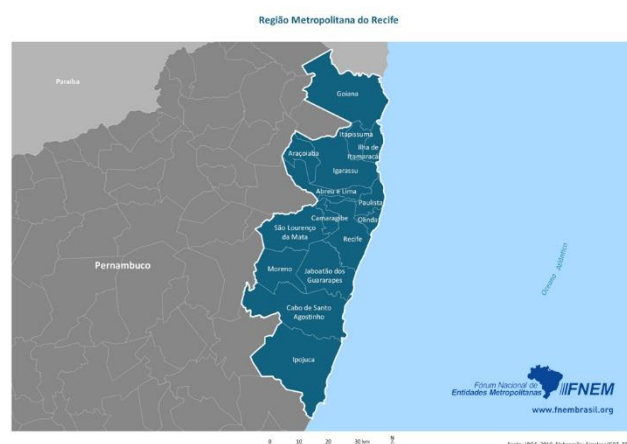 Região Metropolitana do Recife
Paraíba
Goiana
Itapissuma
Ilha de
Itamaracá
Araçoiaba
Igarassu
Abreu e Lima
Paulista
Camaragibe
Olinda
São Lourenço
da Mata
Recife
Pernambuco
Moreno
Jaboatão dos
Guararapes
Cabo de Santo
Agostinho
Ipojuca
Oceano Atlântico
Fórum Nacional de
Entidades Metropolitanas
FNEM
www.fnembrasil.org
0 10 20 30 km
N